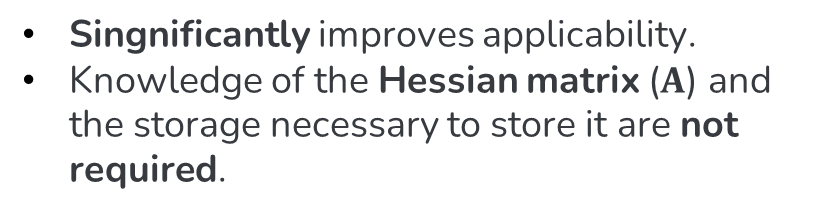 • Singnificantly improves applicability.
• Knowledge of the Hessian matrix (A) and
the storage necessary to store it are not
required.